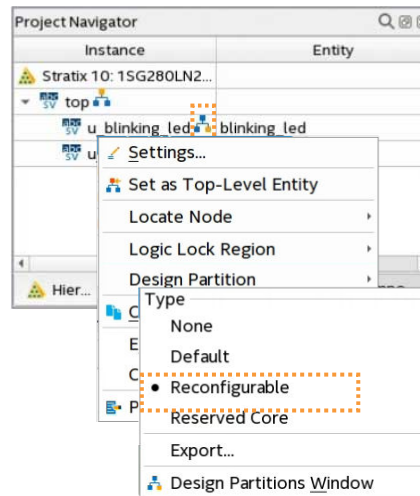 Project Navigator
Instance Entity
Stratix 10: 1SG280LN2...
top
u_blinking_led blinking_led
u
Settings...
Set as Top-Level Entity
Locate Node
Logic Lock Region
Design Partition
Hier...
Type
C
None
E
Default
C
Reconfigurable
P
Reserved Core
Export...
Design Partitions Window